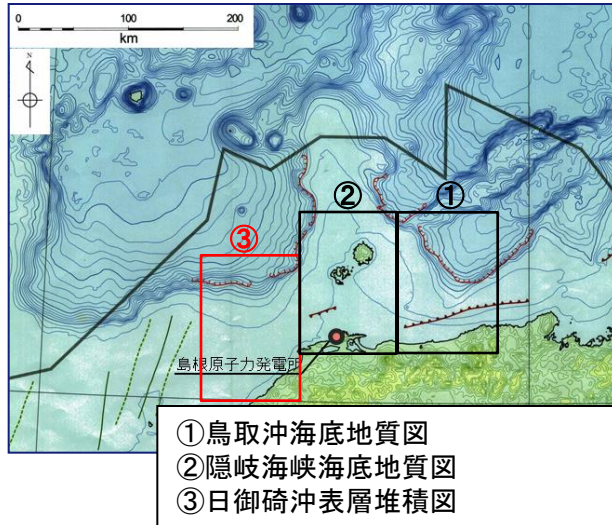 0 100 200
km
N
②
①
③
島根原子力発電所
①鳥取沖海底地質図
②隠岐海峡海底地質図
③日御碕沖表層堆積図